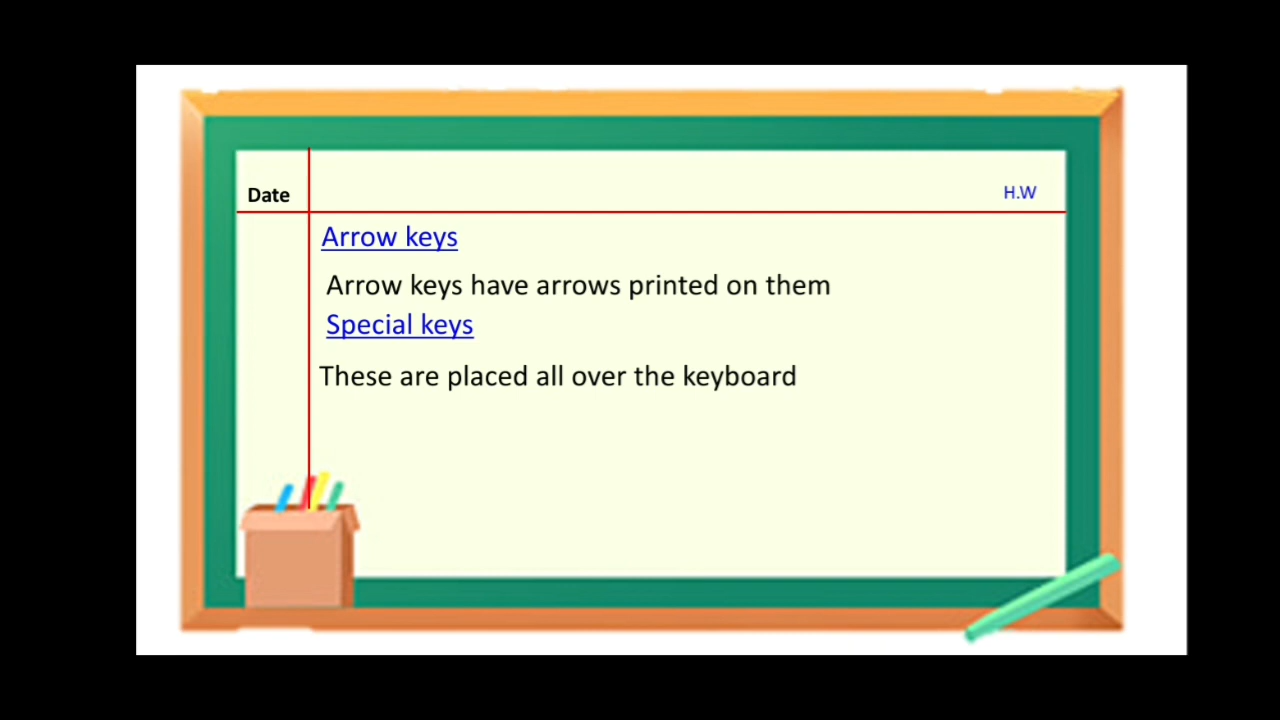 Date
H.W
Arrow keys
Arrow keys have arrows printed on them
Special keys
These are placed all over the keyboard